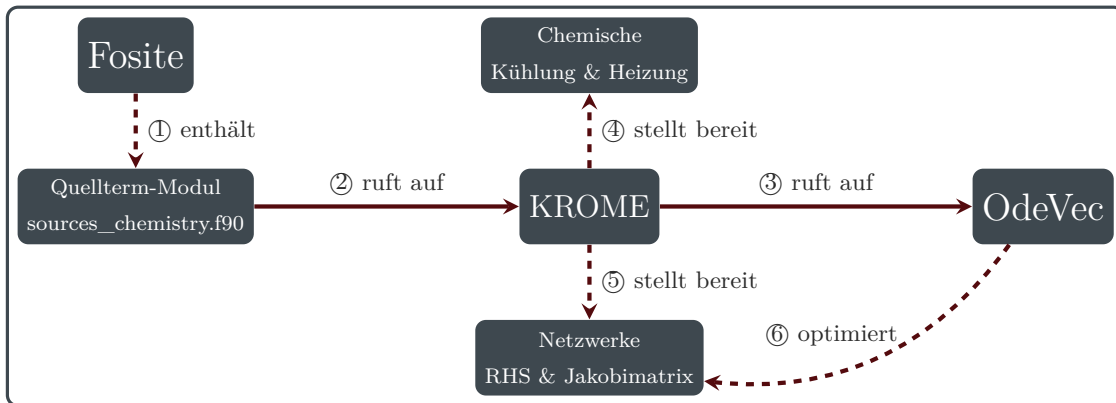 Fosite
Chemische
Kühlung & Heizung
① enthält
④ stellt bereit
Quellterm-Modul
sources_chemistry.f90
② ruft auf
KROME
③ ruft auf
OdeVec
⑤ stellt bereit
Netzwerke
RHS & Jakobimatrix
⑥ optimiert